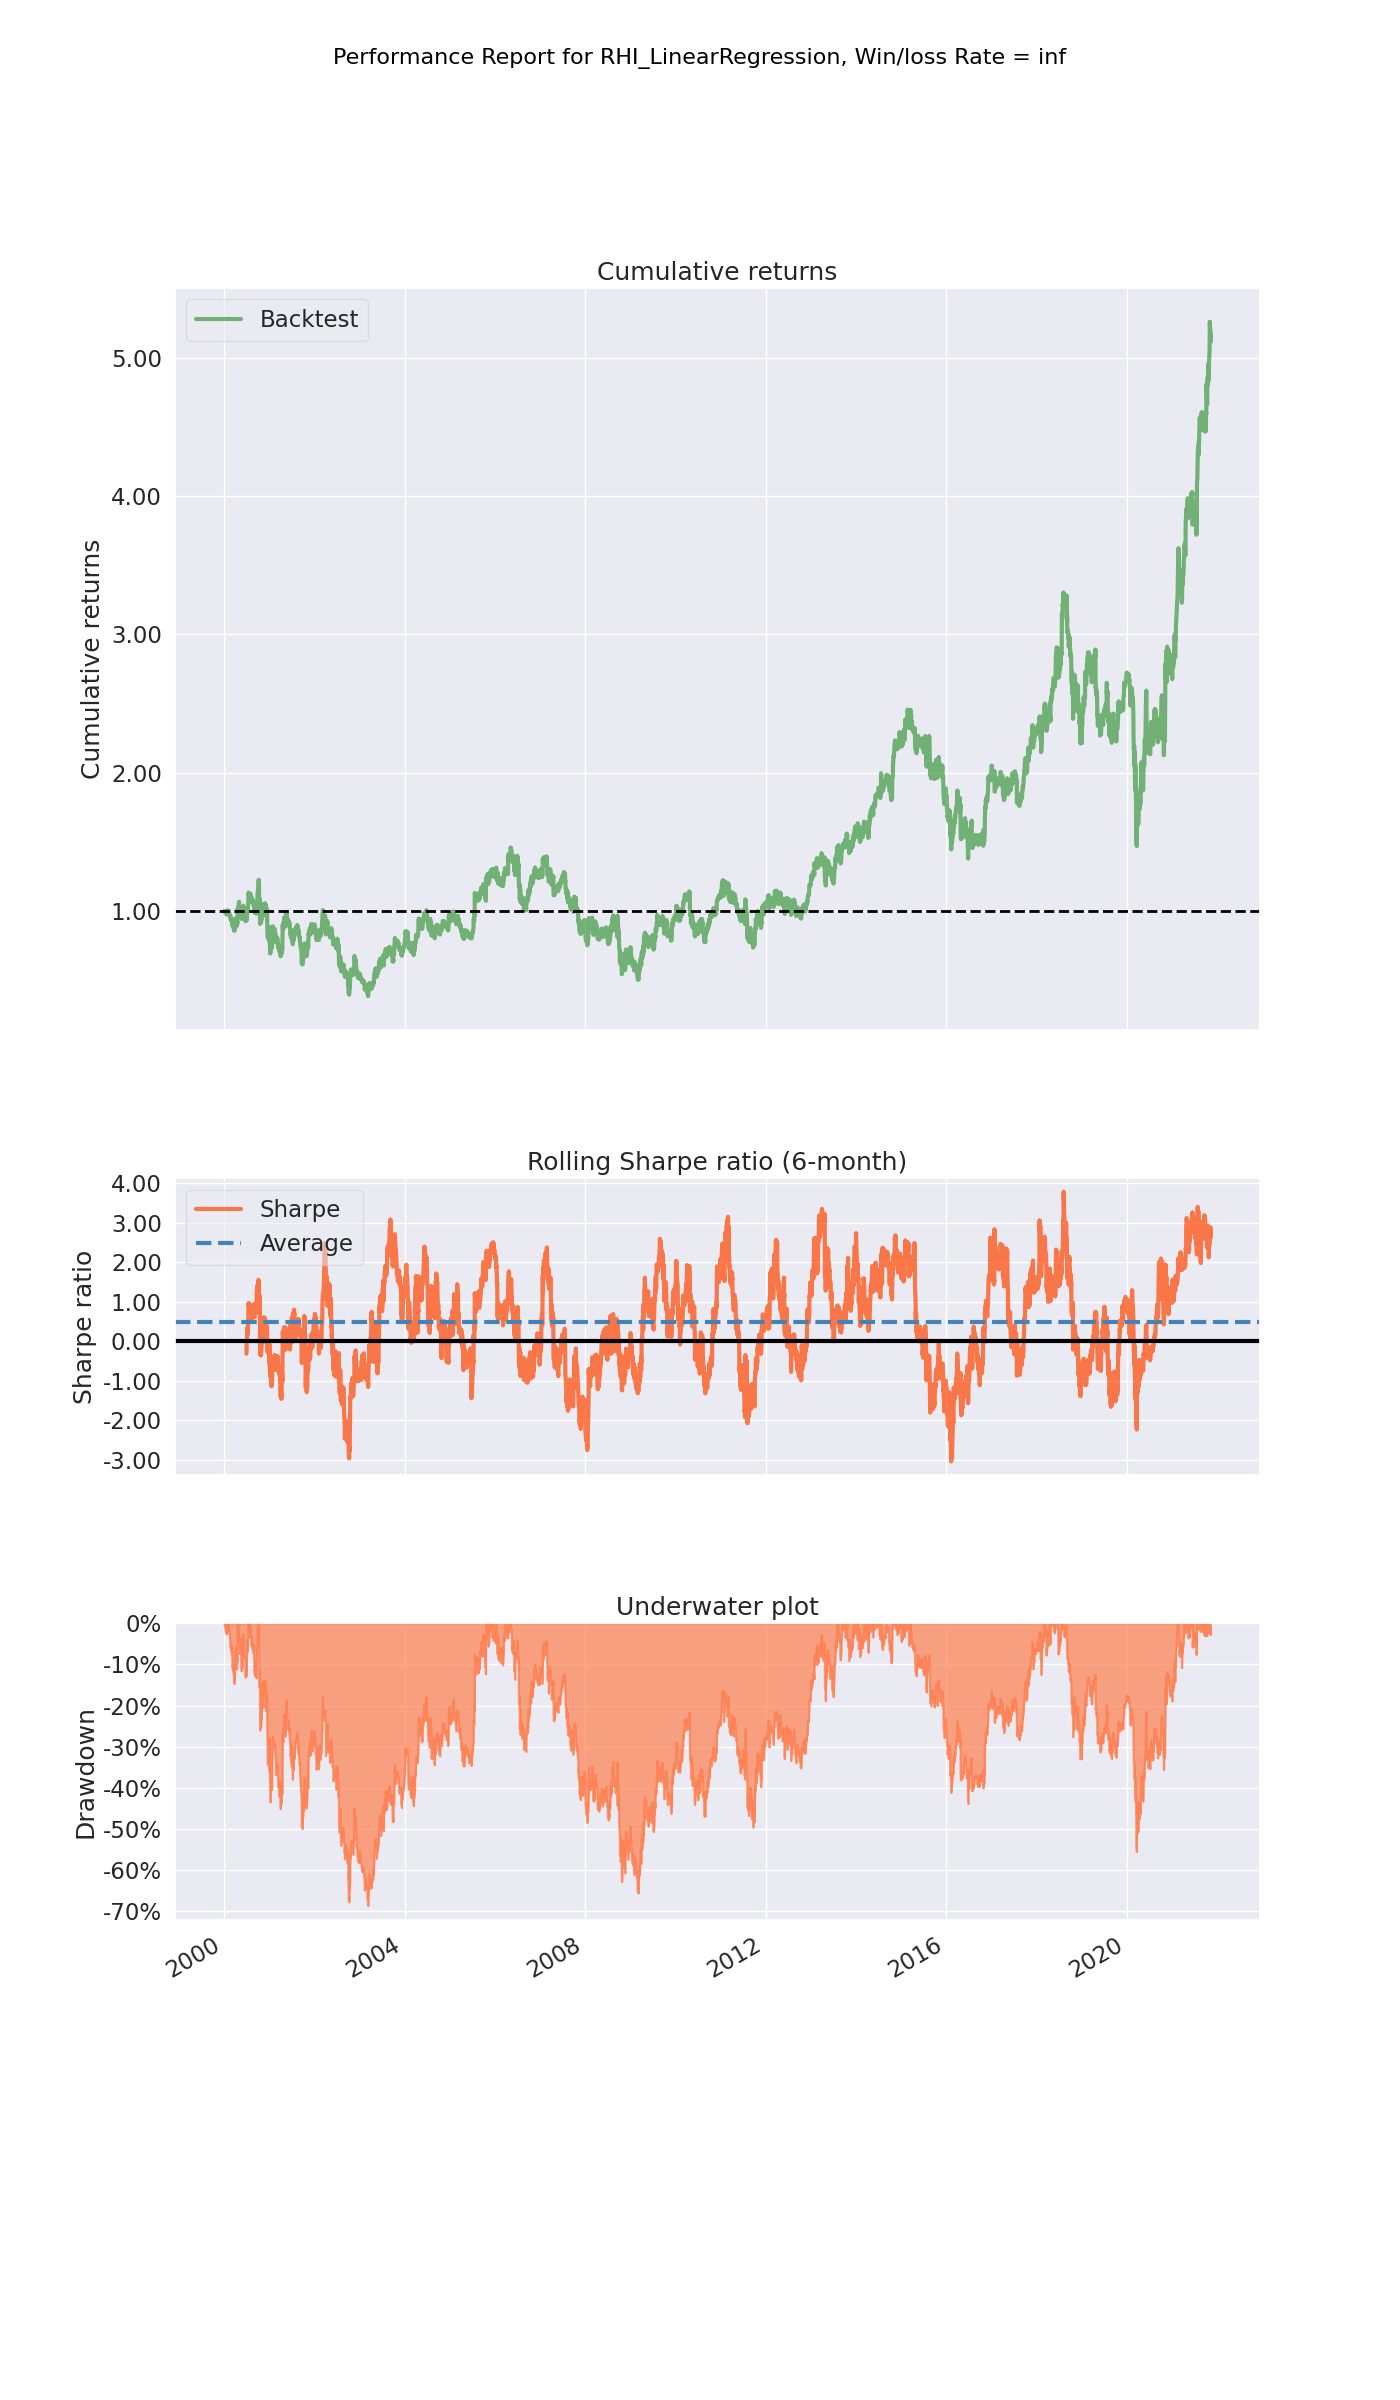 Performance Report for RHI_LinearRegression, Win/loss Rate = inf
Cumulative returns
Backtest
Cumulative returns
5.00
4.00
3.00
2.00
1.00
Rolling Sharpe ratio (6-month)
Sharpe
Average
Sharpe ratio
4.00
3.00
2.00
1.00
0.00
-1.00
-2.00
-3.00
Underwater plot
Drawdown
0%
-10%
-20%
-30%
-40%
-50%
-60%
-70%
2000
2004
2008
2012
2016
2020